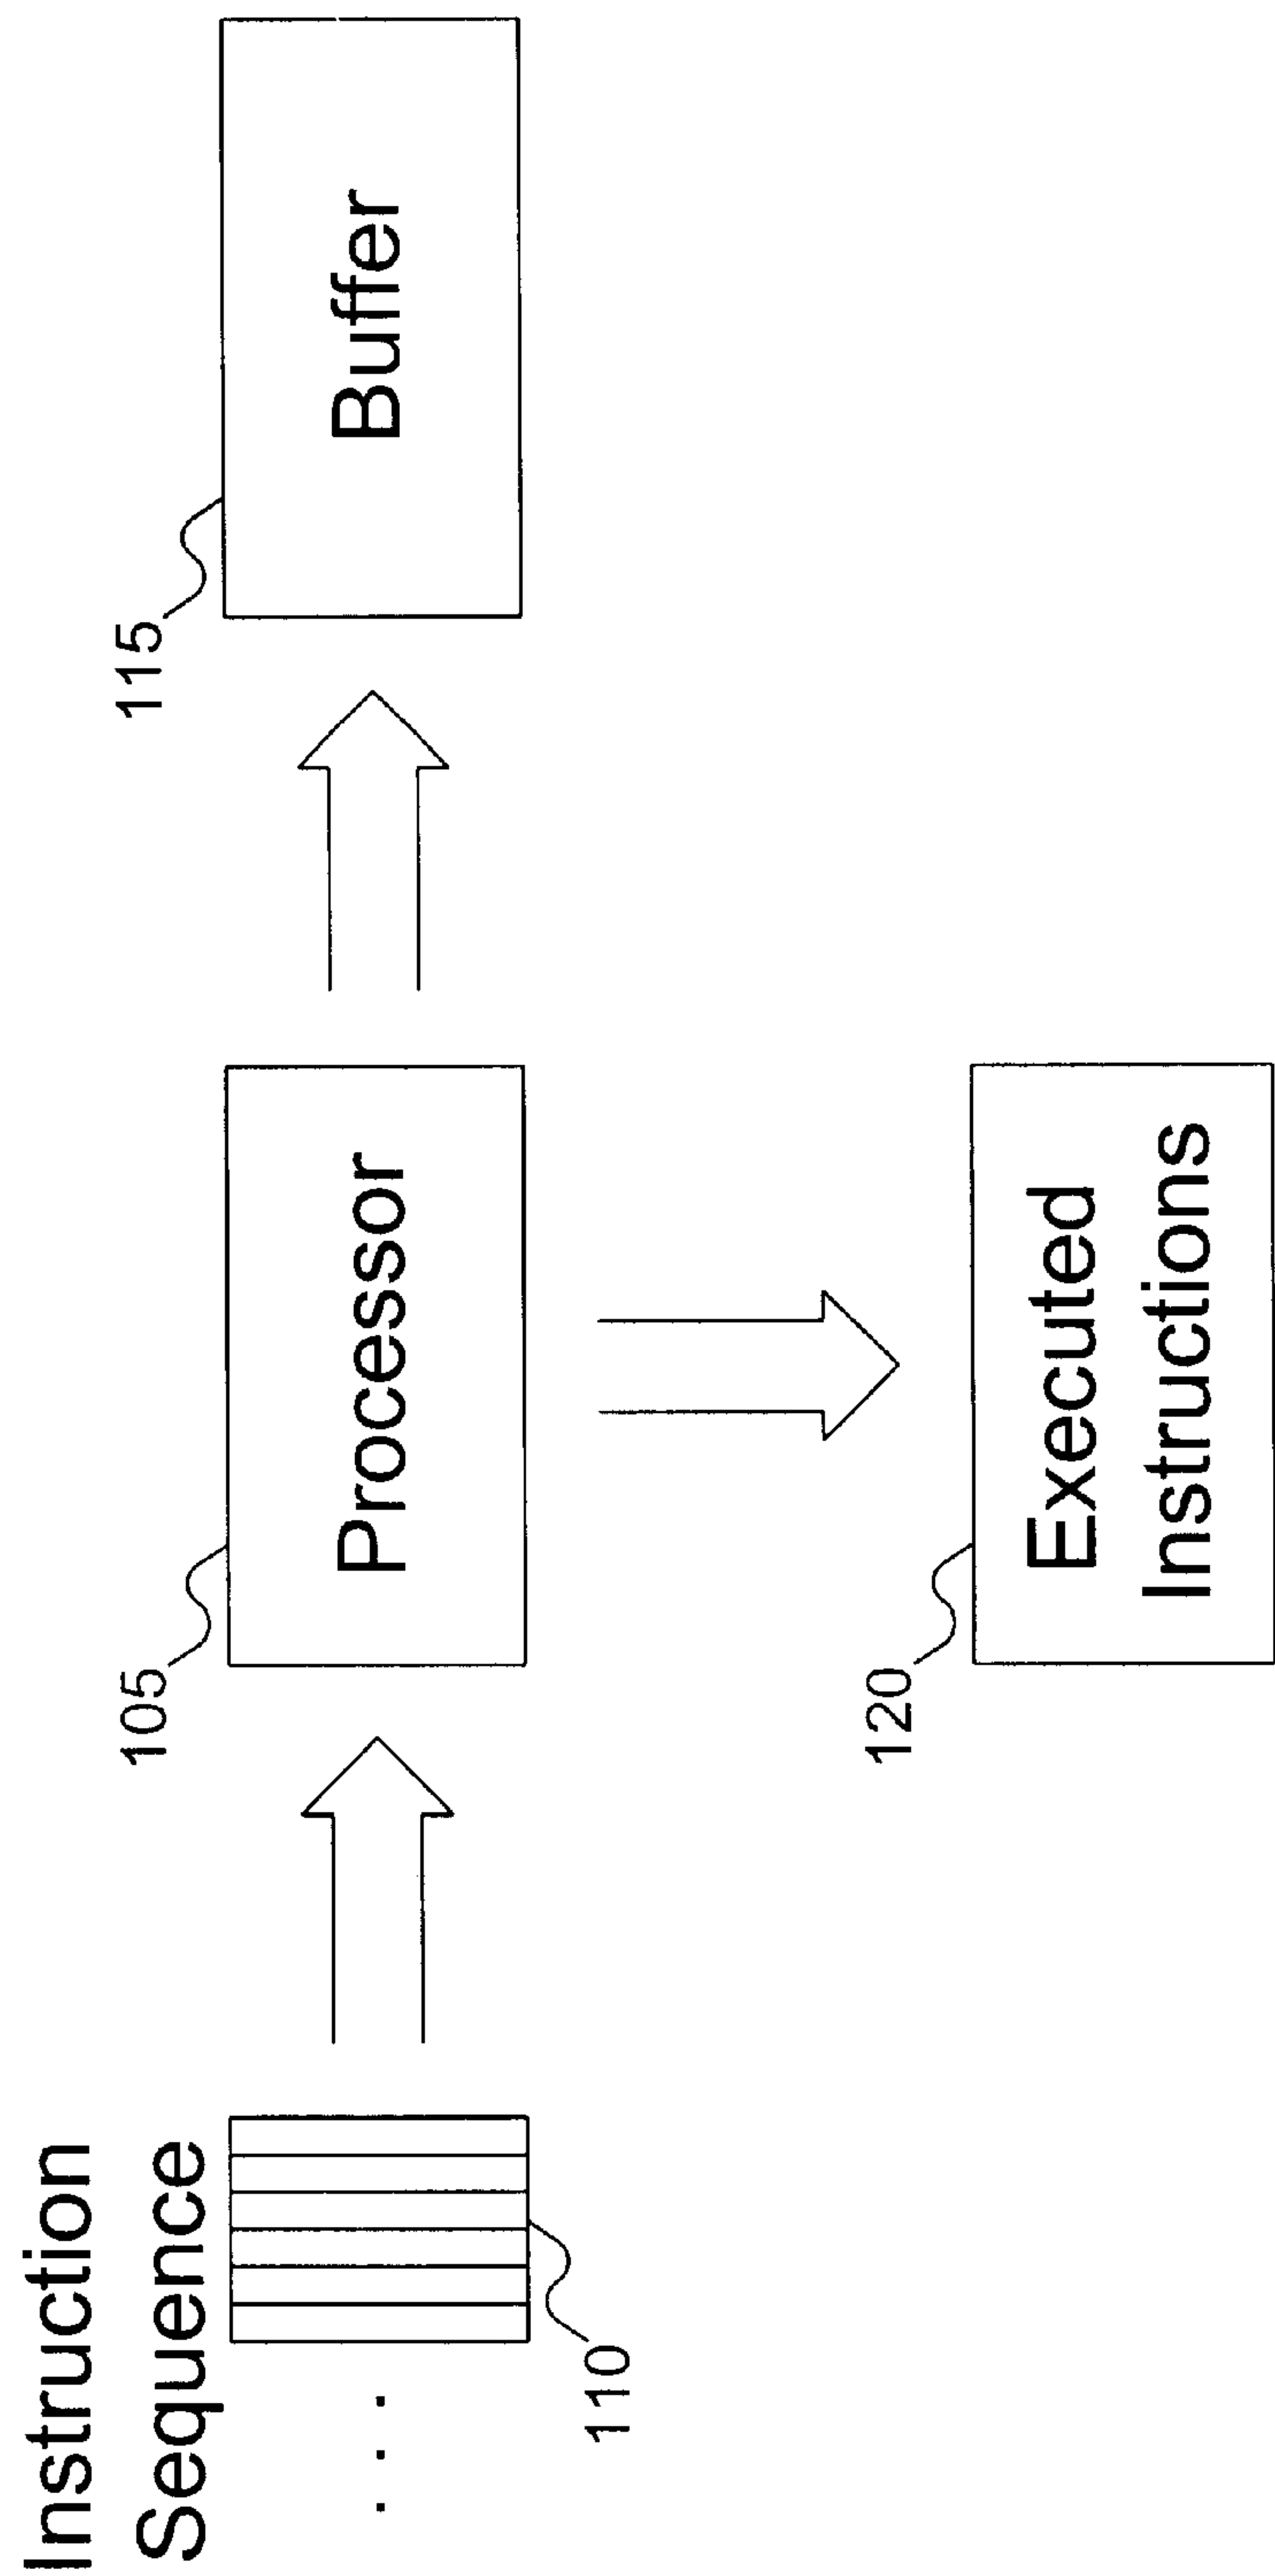 Instruction
Sequence
. . .
110
105
Processor
115
Buffer
120
Executed
Instructions